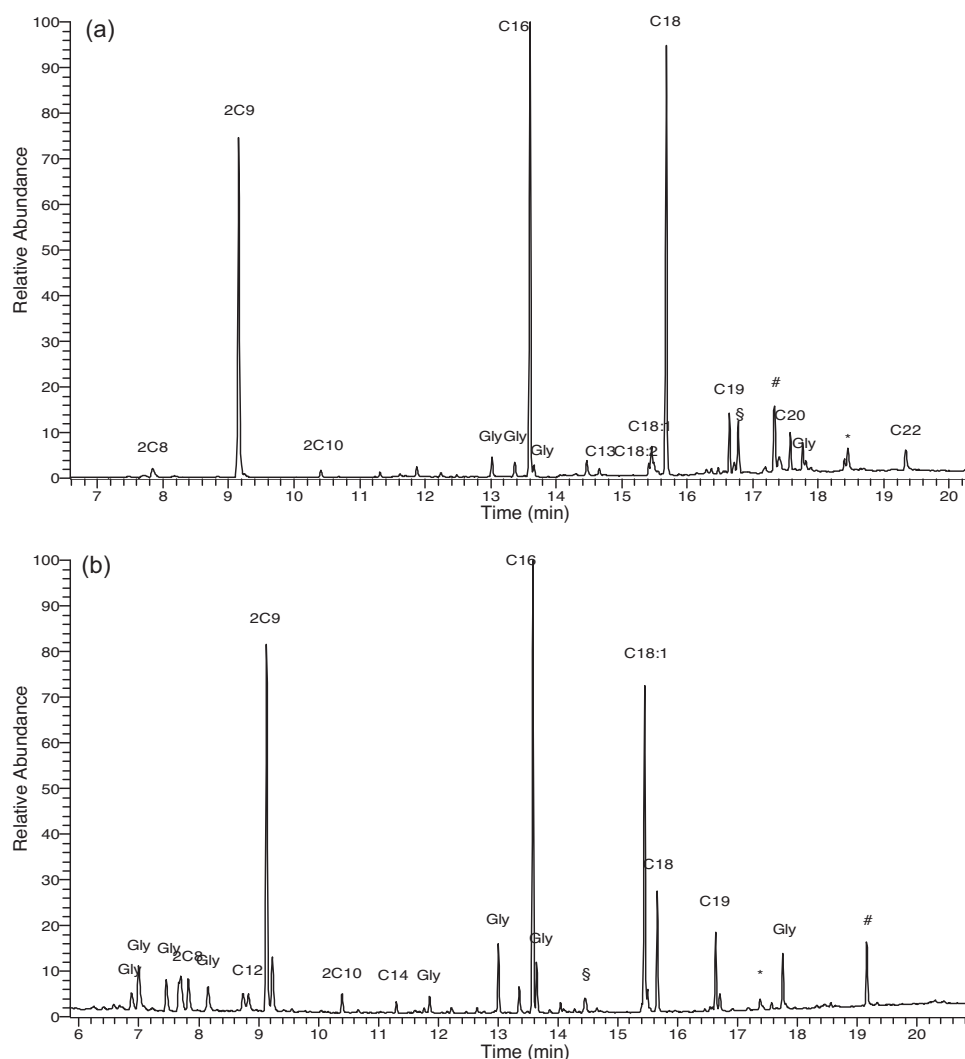 (a)
100
90
80
70
60
50
40
30
20
10
0
Relative Abundance
2C8
2C9
2C10
Gly
Gly
C16
Gly
C13
C18:2
C18:1
C18
C19
§
#
C20
Gly
*
C22
7 8 9 10 11 12 13 14 15 16 17 18 19 20
Time (min)
(b)
100
90
80
70
60
50
40
30
20
10
0
Relative Abundance
Gly
Gly
Gly
2C8
Gly
C12
2C9
2C10
C14
Gly
Gly
C16
Gly
§
C18:1
C18
C19
*
Gly
#
6 7 8 9 10 11 12 13 14 15 16 17 18 19 20
Time (min)